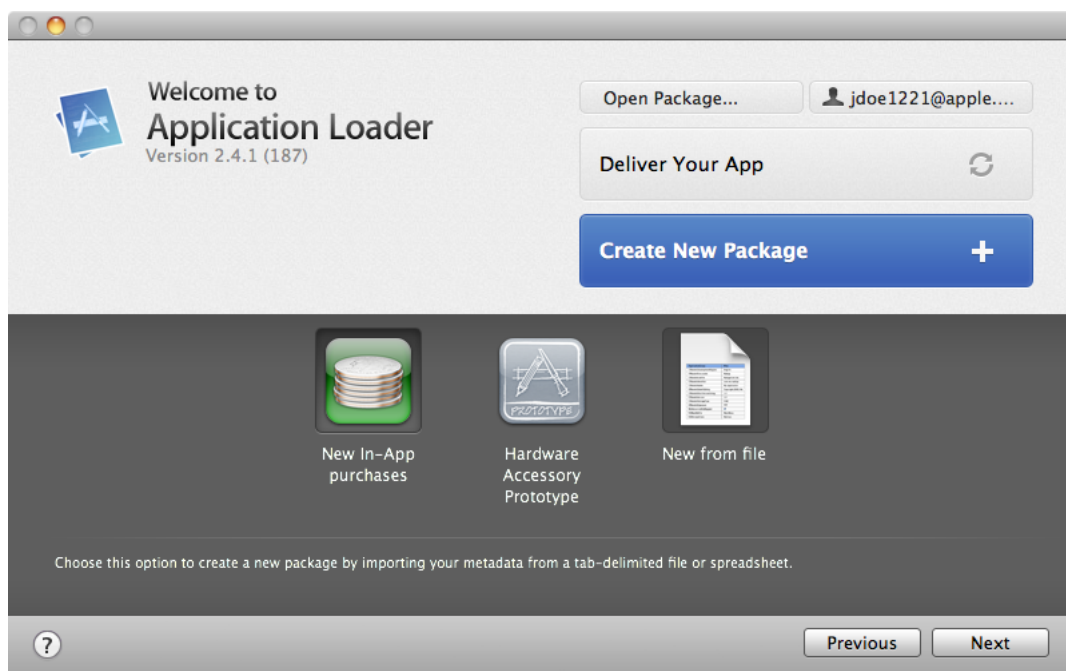 Welcome to
Application Loader
Version 2.4.1 (187)
Open Package...
jdoe1221@apple....
Deliver Your App
Create New Package
PROTOTYPE
New In-App
purchases
Hardware
Accessory
Prototype
New from file
Choose this option to create a new package by importing your metadata from a tab-delimited file or spreadsheet.
?
Previous
Next